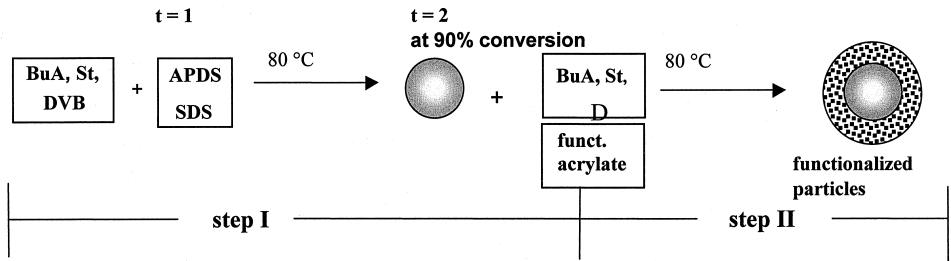 t = 1
t = 2
at 90% conversion
BuA, St,
DVB
+
APDS
SDS
80 °C
+
BuA, St,
D
funct.
acrylate
80 °C
functionalized
particles
step I
step II